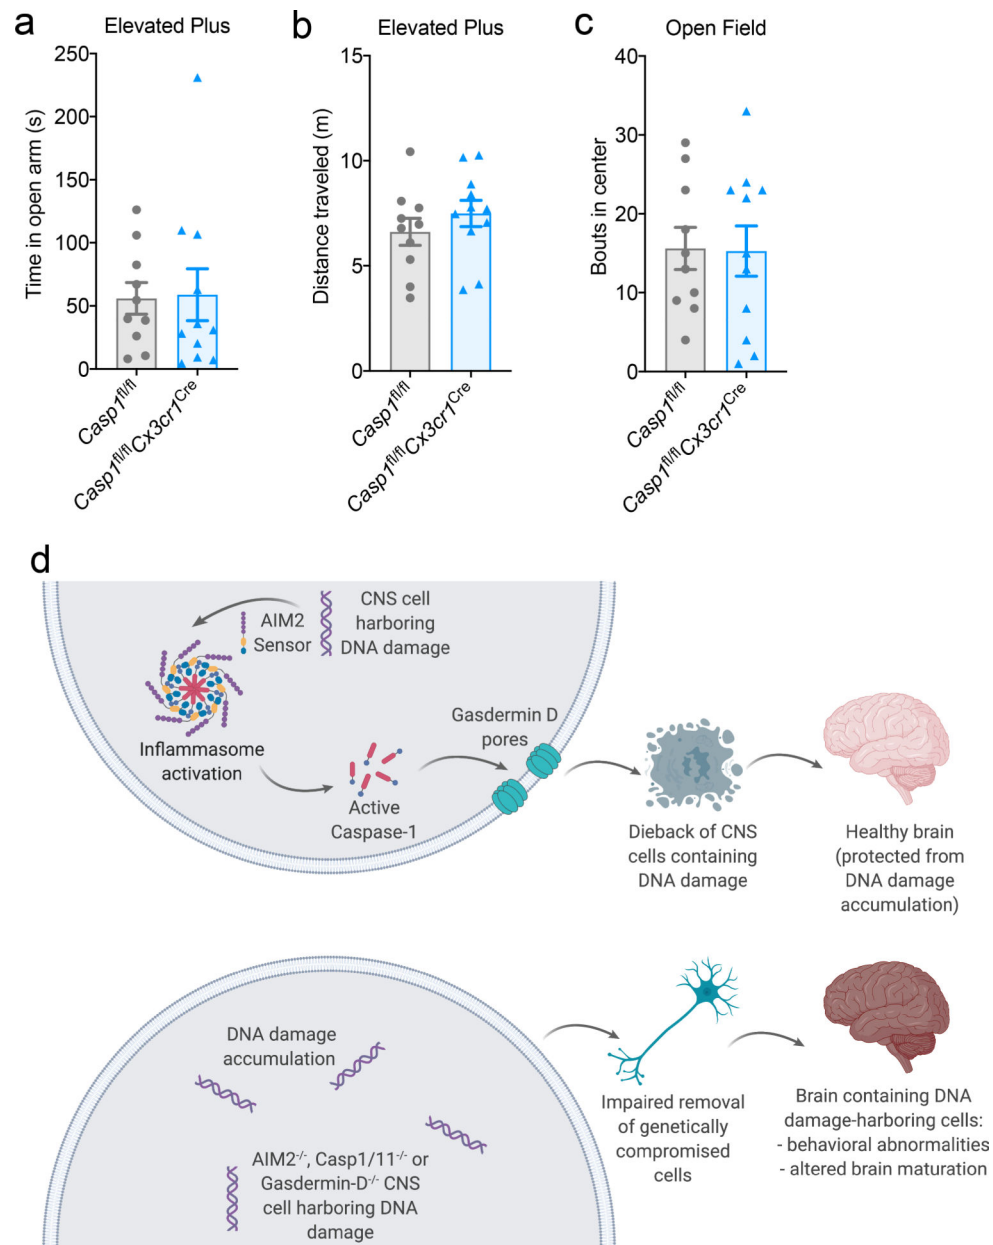 a
Elevated Plus
Time in open arm (s)
250
200
150
100
50
0
Casp1fl/fl
Casp1fl/flCx3cr1Cre
b
Elevated Plus
Distance traveled (m)
15
10
5
0
Casp1fl/fl
Casp1fl/flCx3cr1Cre
c
Open Field
Bouts in center
40
30
20
10
0
Casp1fl/fl
Casp1fl/flCx3cr1Cre
d
AIM2
Sensor
CNS cell
harboring
DNA damage
Inflammasome
activation
Active
Caspase-1
Gasdermin D
pores
Dieback of CNS
cells containing
DNA damage
Healthy brain
(protected from
DNA damage
accumulation)
DNA damage
accumulation
AIM2-/-, Casp1/11-/- or
Gasdermin-D-/- CNS
cell harboring DNA
damage
Impaired removal
of genetically
compromised
cells
Brain containing DNA
damage-harboring cells:
- behavioral abnormalities
- altered brain maturation